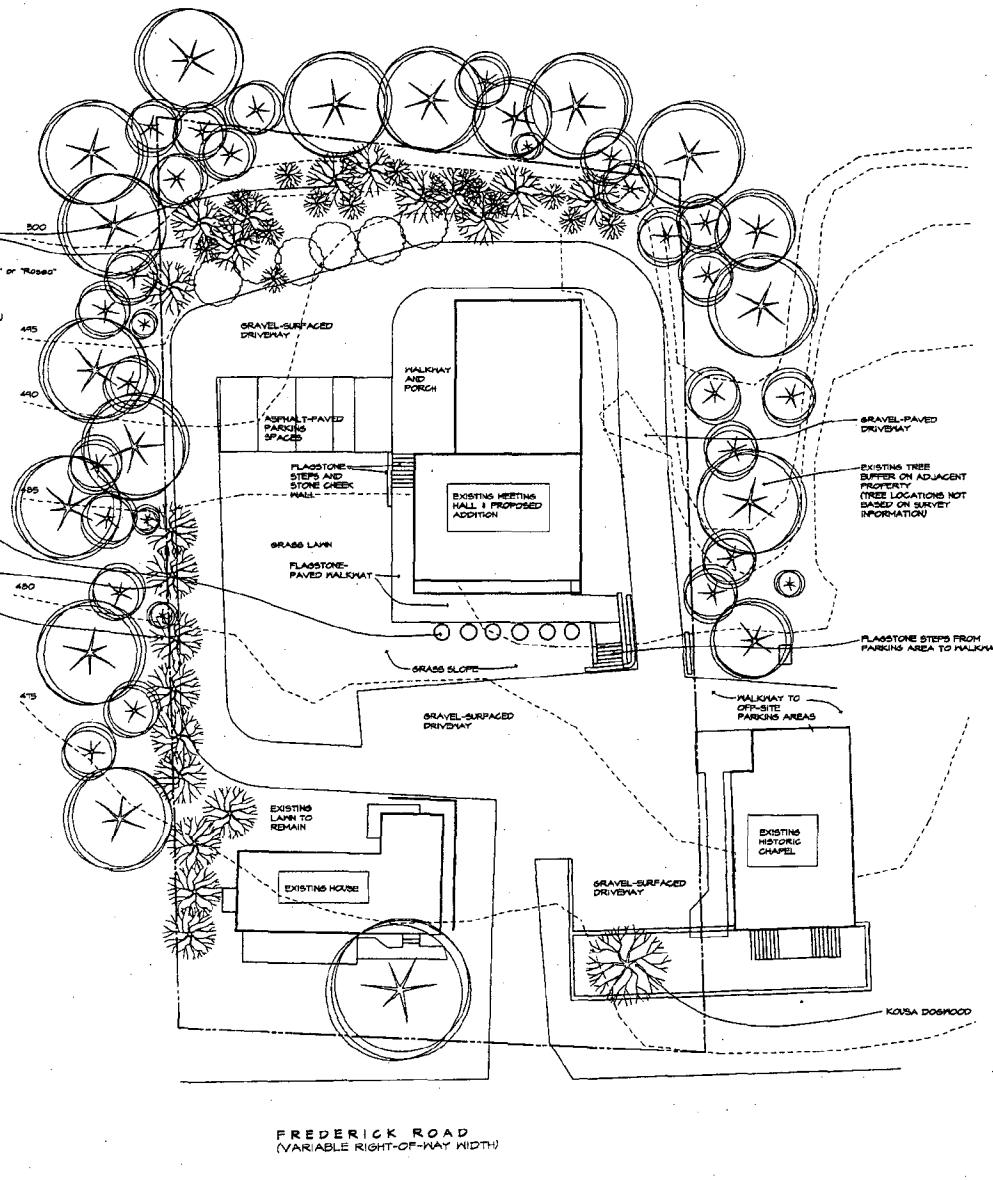 500
" or "Roseo"
495
GRAVEL-SURFACED
DRIVEWAY
WALKWAY
AND
PORCH
490
ASPHALT-PAVED
PARKING
SPACES
GRAVEL-PAVED
DRIVEWAY
FLAGSTONE
STEPS AND
STONE CHEEK
WALL
EXISTING TREE
BUFFER ON ADJACENT
PROPERTY
(TREE LOCATIONS NOT
BASED ON SURVEY
INFORMATION)
485
EXISTING MEETING
HALL & PROPOSED
ADDITION
GRASS LAWN
FLAGSTONE-
PAVED WALKWAY
480
FLAGSTONE STEPS FROM
PARKING AREA TO WALKWA
GRASS SLOPE
475
WALKWAY TO
OFF-SITE
PARKING AREAS
GRAVEL-SURFACED
DRIVEWAY
EXISTING
LAWN TO
REMAIN
EXISTING
HISTORIC
CHAPEL
EXISTING HOUSE
GRAVEL-SURFACED
DRIVEWAY
KOUSA DOGWOOD
FREDERICK ROAD
(VARIABLE RIGHT-OF-WAY WIDTH)